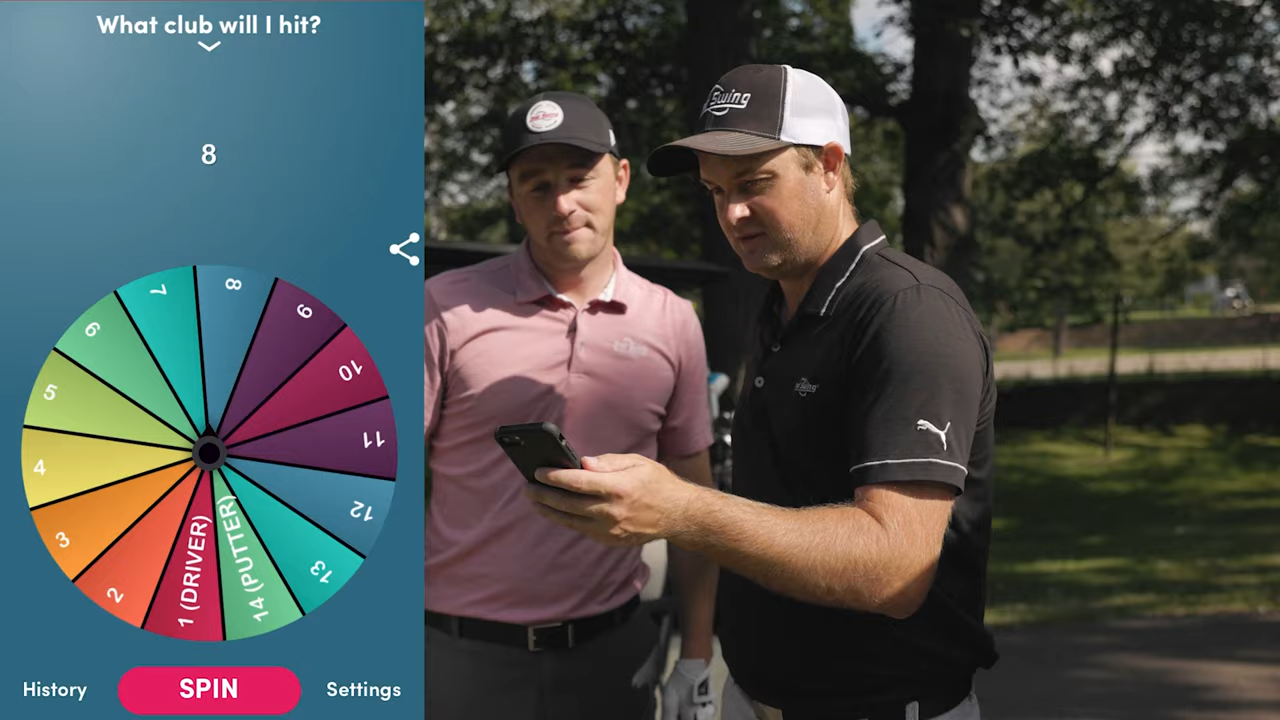 What club will I hit?
8
7
8
9
6
10
5
11
4
12
3
13
2
1 (DRIVER)
14 (PUTTER)
History
SPIN
Settings
Swing